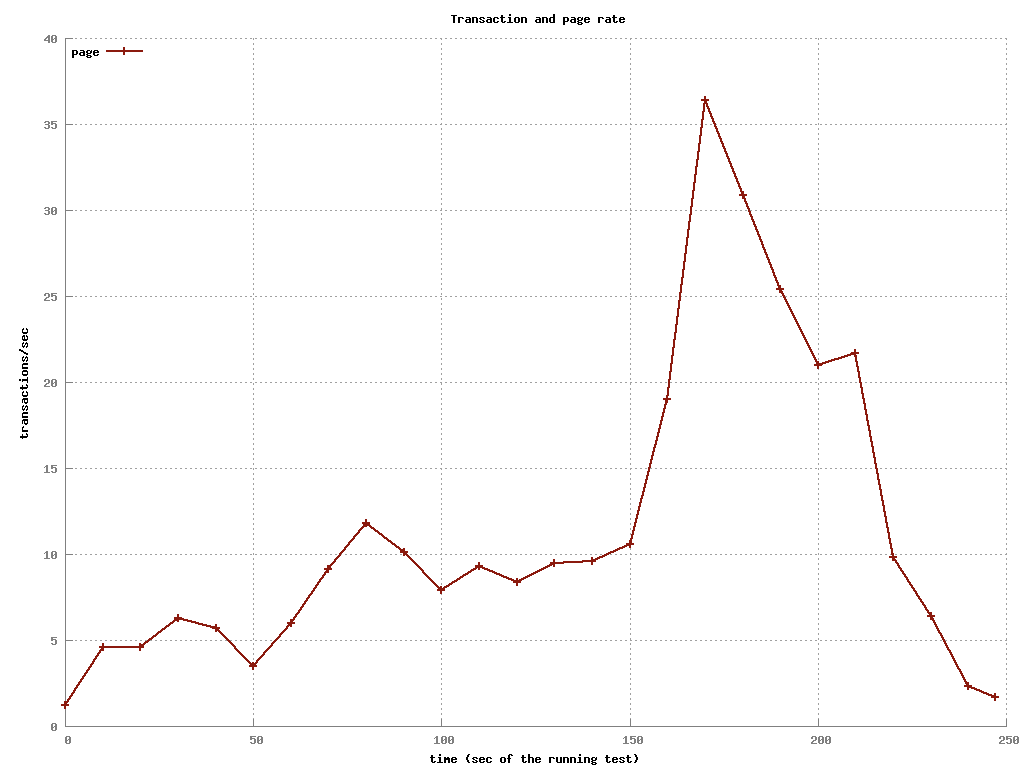 Transaction and page rate
page
40
35
30
25
20
15
10
5
0
transactions/sec
0 50 100 150 200 250
time (sec of the running test)